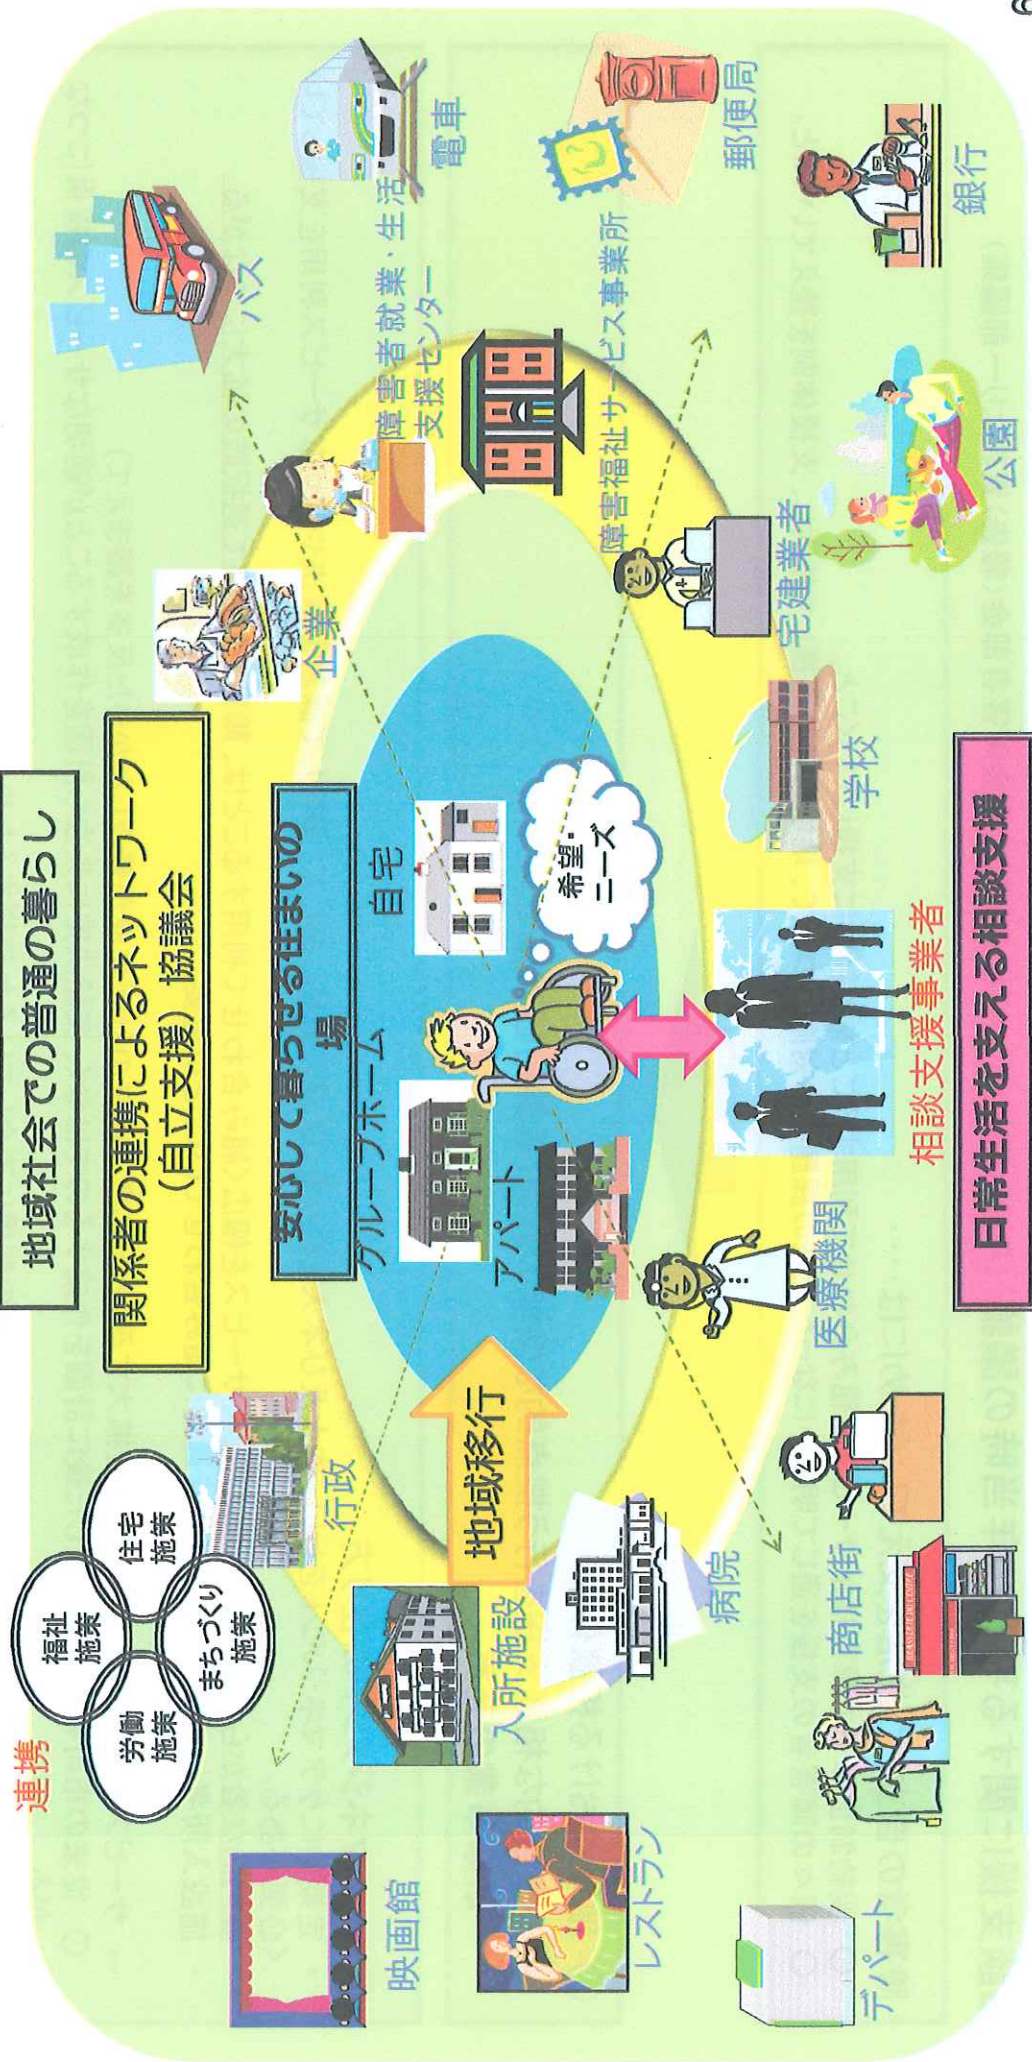 地域社会での普通の暮らし
関係者の連携によるネットワーク
（自立支援）協議会
安心して暮らせる住まいの
場
連携
福祉
施策
住宅
施策
労働
施策
まちづくり
施策
行政
企業
バス
電車
障害者就業・生活
支援センター
映画館
入所施設
地域移行
グループホーム
自宅
アパート
希望・
ニーズ
障害福祉サービス事業所
郵便局
レストラン
病院
医療機関
相談支援事業者
学校
宅建業者
銀行
公園
デパート
商店街
日常生活を支える相談支援